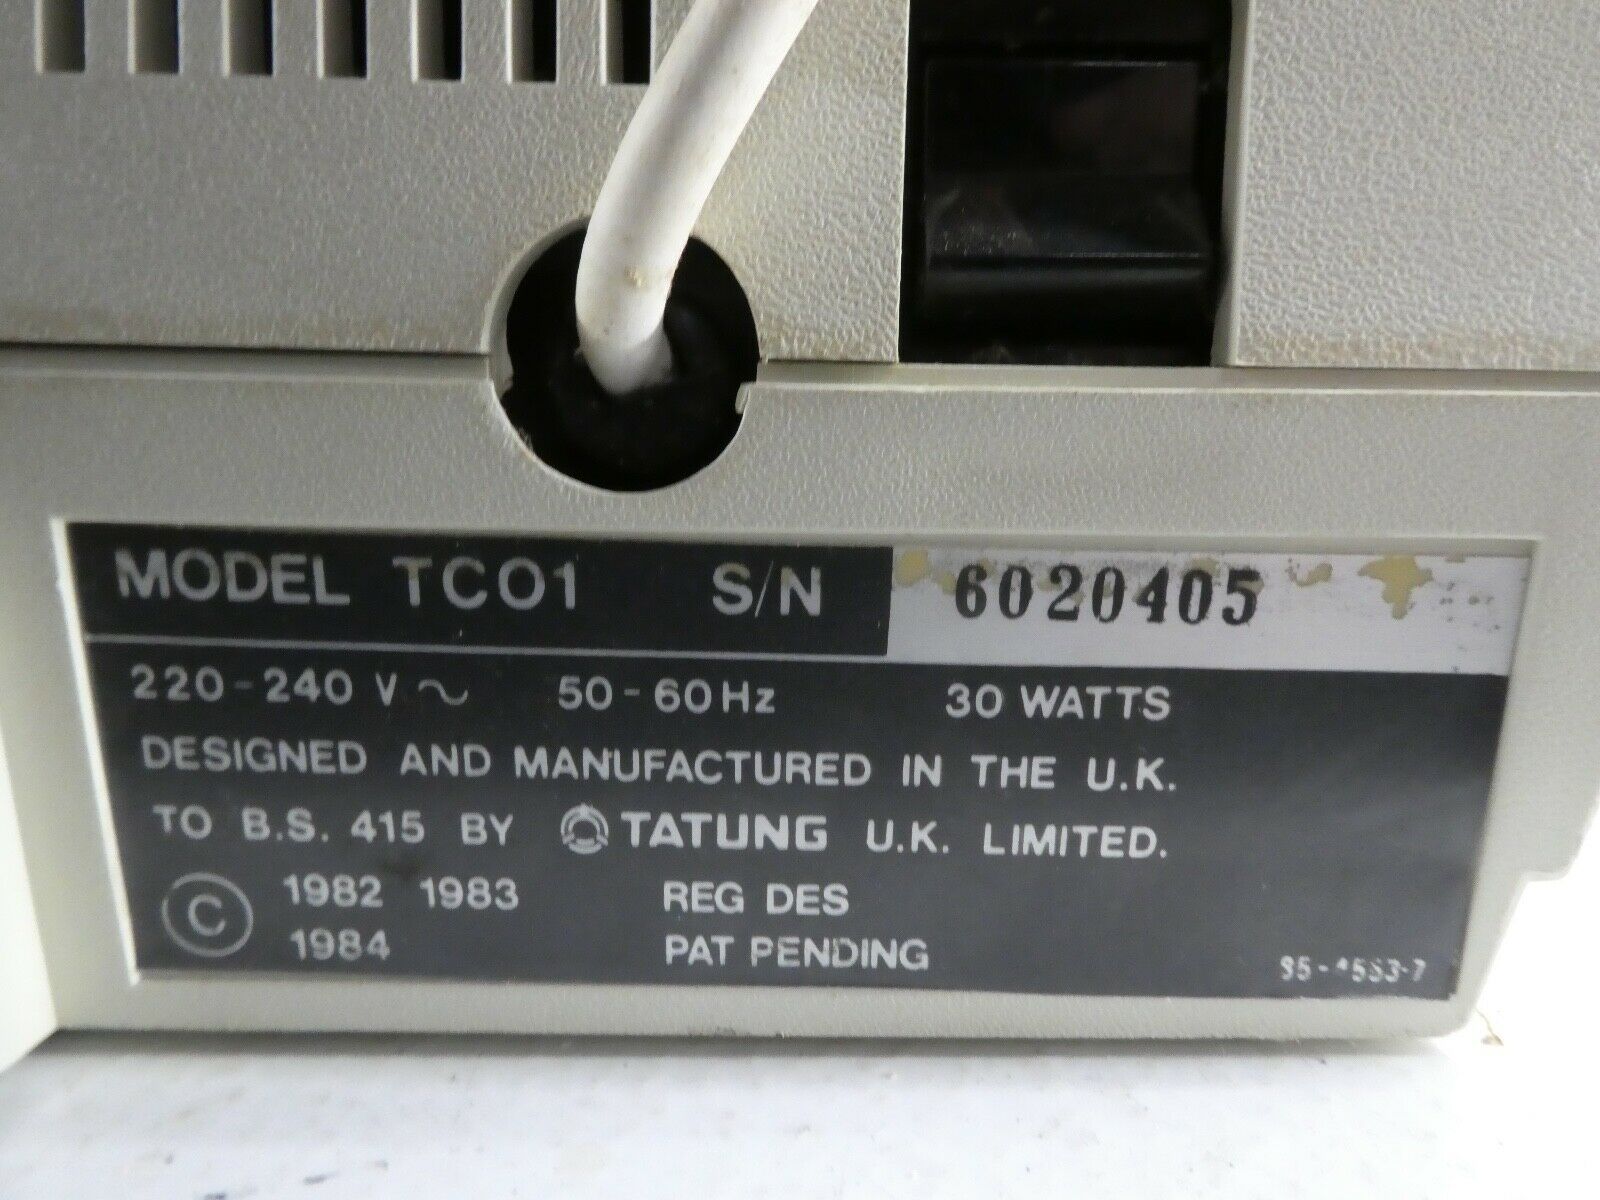 MODEL TC01 S/N 6020405
220-240 V ~ 50-60Hz 30 WATTS
DESIGNED AND MANUFACTURED IN THE U.K.
TO B.S. 415 BY TATUNG U.K. LIMITED.
© 1982 1983 REG DES
1984 PAT PENDING